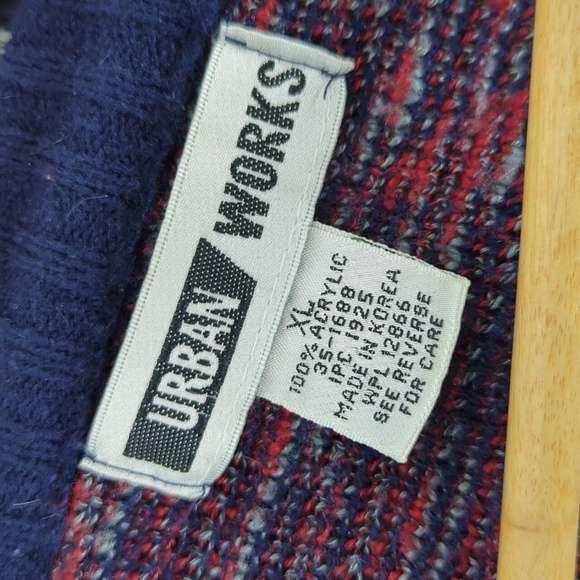 URBAN WORKS
XL
100% ACRYLIC
35-1688
IPC 1925
MADE IN KOREA
WPL 12866
SEE REVERSE
FOR CARE